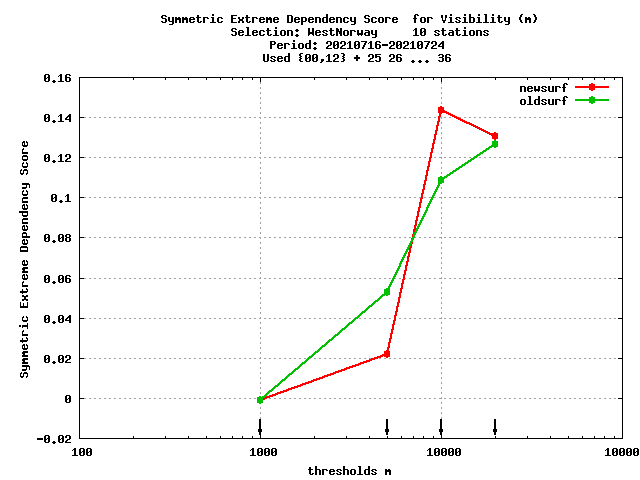 Symmetric Extreme Dependency Score  for Visibility (m)
Selection: WestNorway     10 stations
Period: 20210716-20210724
Used {00,12} + 25 26 ... 36
newsurf
oldsurf
Symmetric Extreme Dependency Score
0.16
0.14
0.12
0.1
0.08
0.06
0.04
0.02
0
-0.02
100
1000
10000
10000
thresholds m